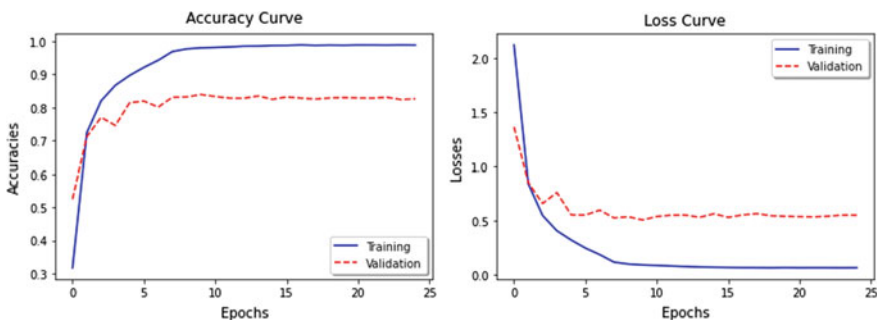 Accuracy Curve
Accuracies
1.0
0.9
0.8
0.7
0.6
0.5
0.4
0.3
0
5
10
15
20
25
Epochs
Training
Validation
Loss Curve
Losses
2.0
1.5
1.0
0.5
0.0
0
5
10
15
20
25
Epochs
Training
Validation